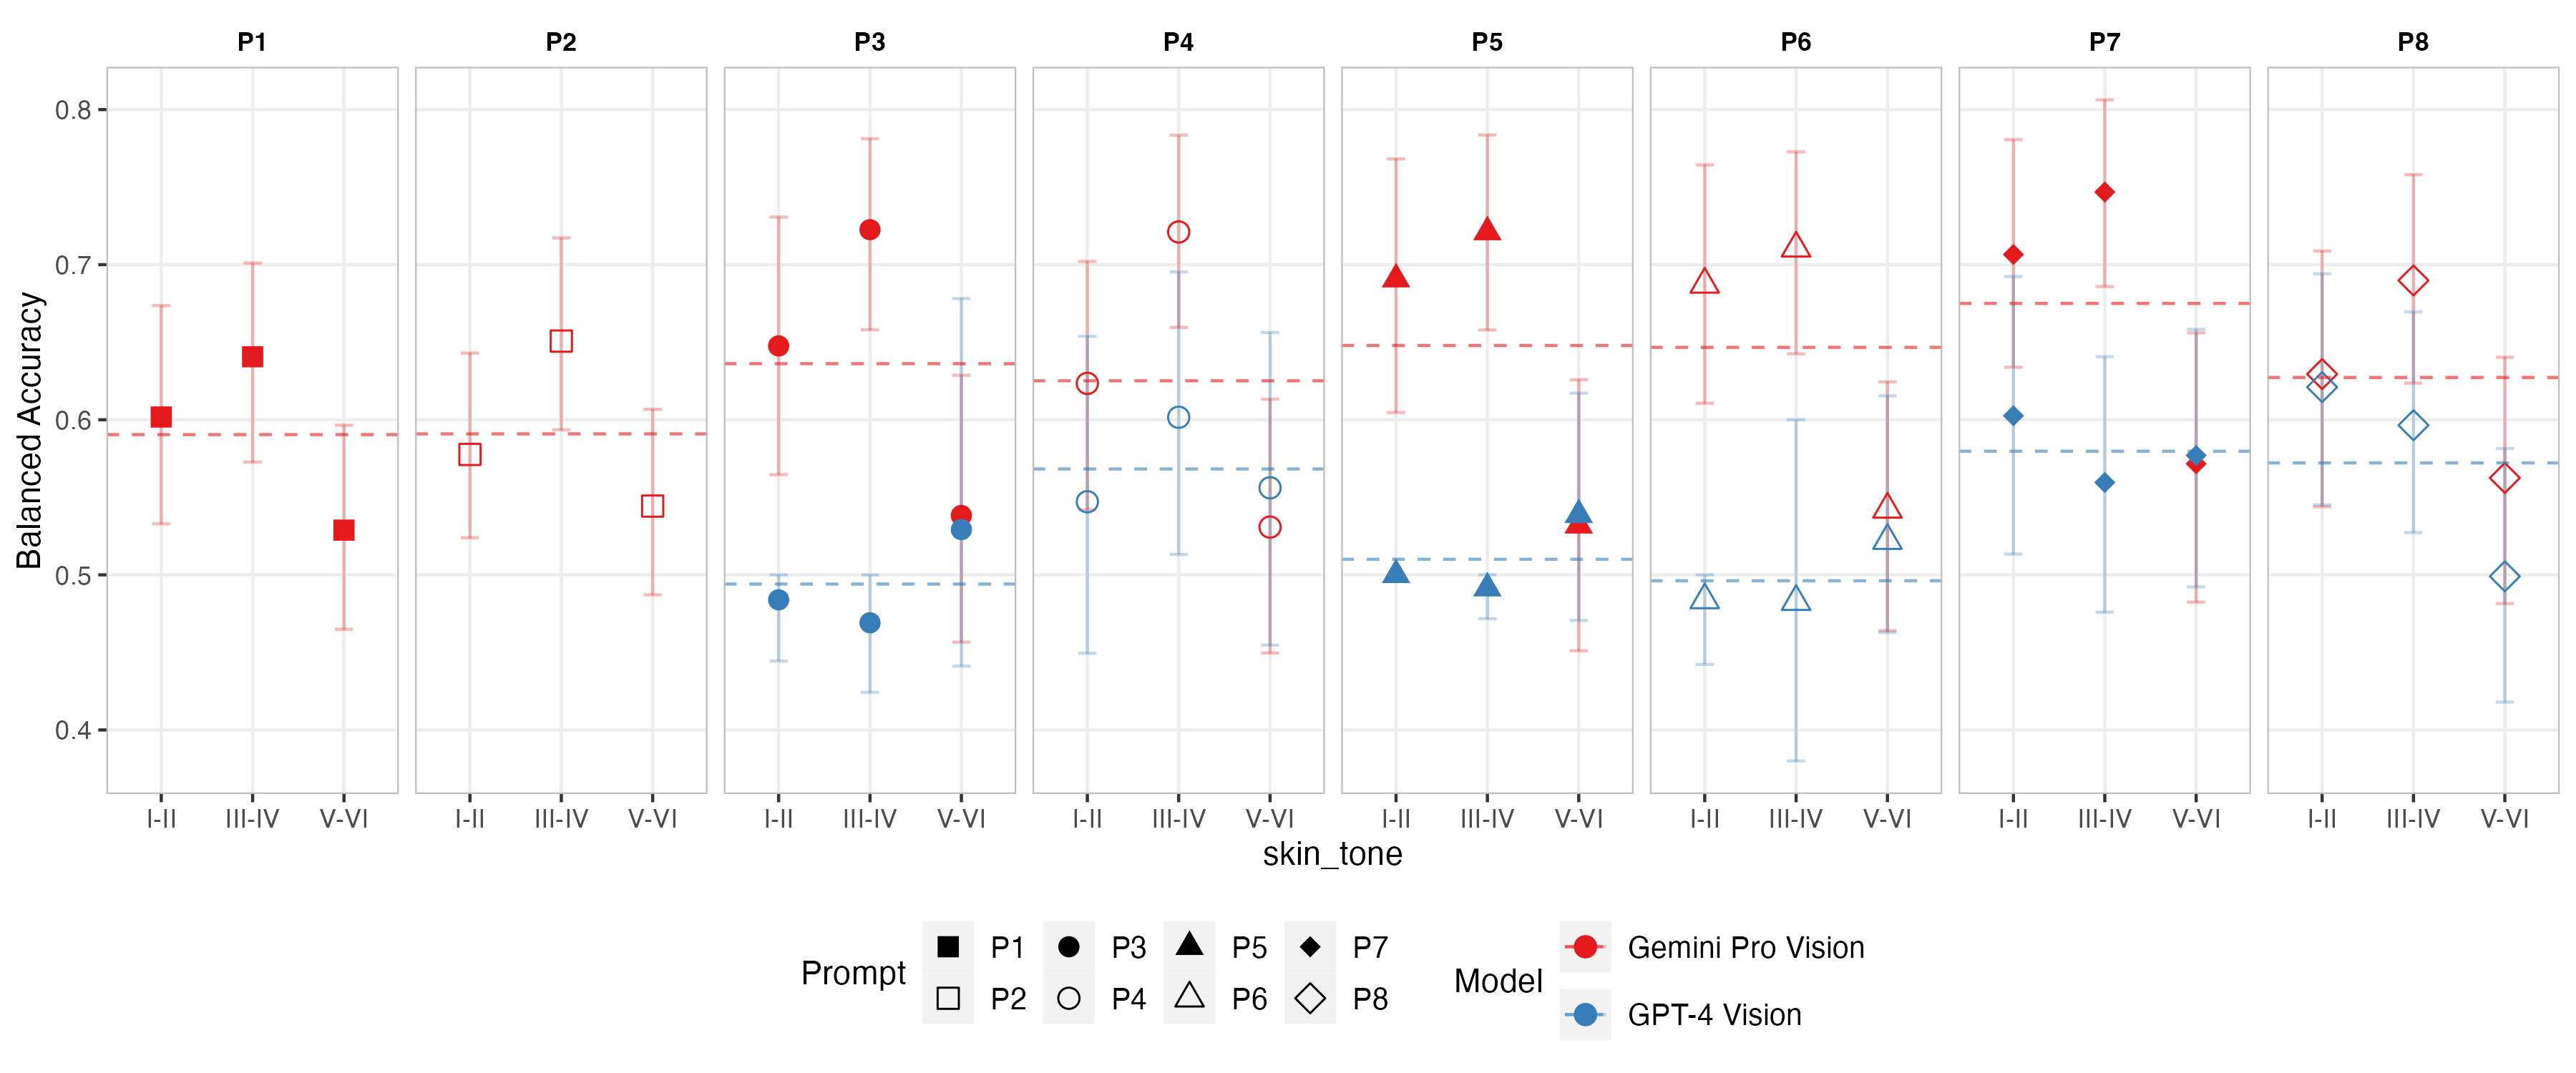 P1 P2 P3 P4 P5 P6 P7 P8
Balanced Accuracy
0.8
0.7
0.6
0.5
0.4
I-II III-IV V-VI I-II III-IV V-VI I-II III-IV V-VI I-II III-IV V-VI I-II III-IV V-VI I-II III-IV V-VI I-II III-IV V-VI I-II III-IV V-VI
skin_tone
Prompt
P1 P3 P5 P7
P2 P4 P6 P8
Model
Gemini Pro Vision
GPT-4 Vision